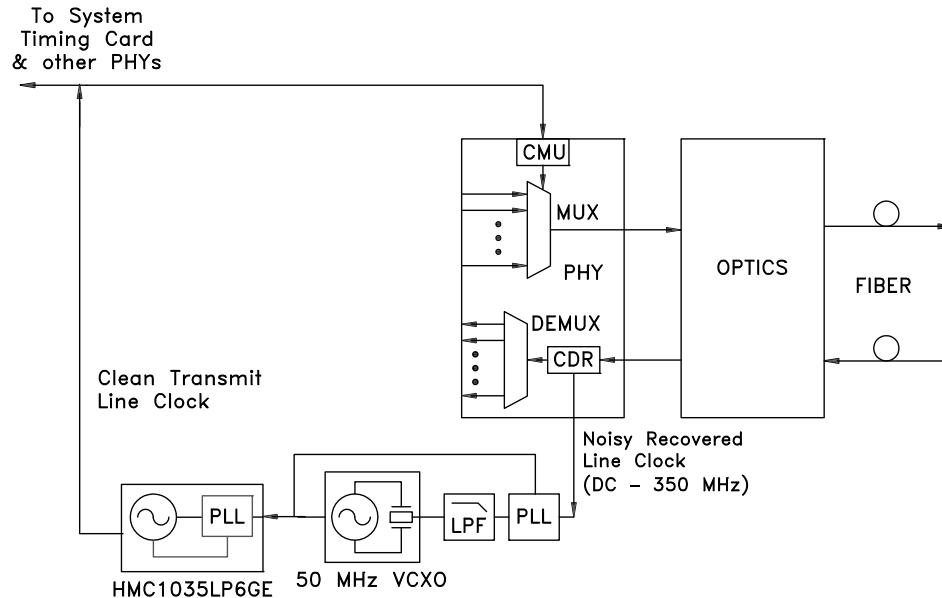 To System
Timing Card
& other PHYs
CMU
MUX
PHY
OPTICS
FIBER
DEMUX
CDR
Clean Transmit
Line Clock
Noisy Recovered
Line Clock
(DC - 350 MHz)
PLL
LPF
PLL
HMC1035LP6GE
50 MHz VCXO